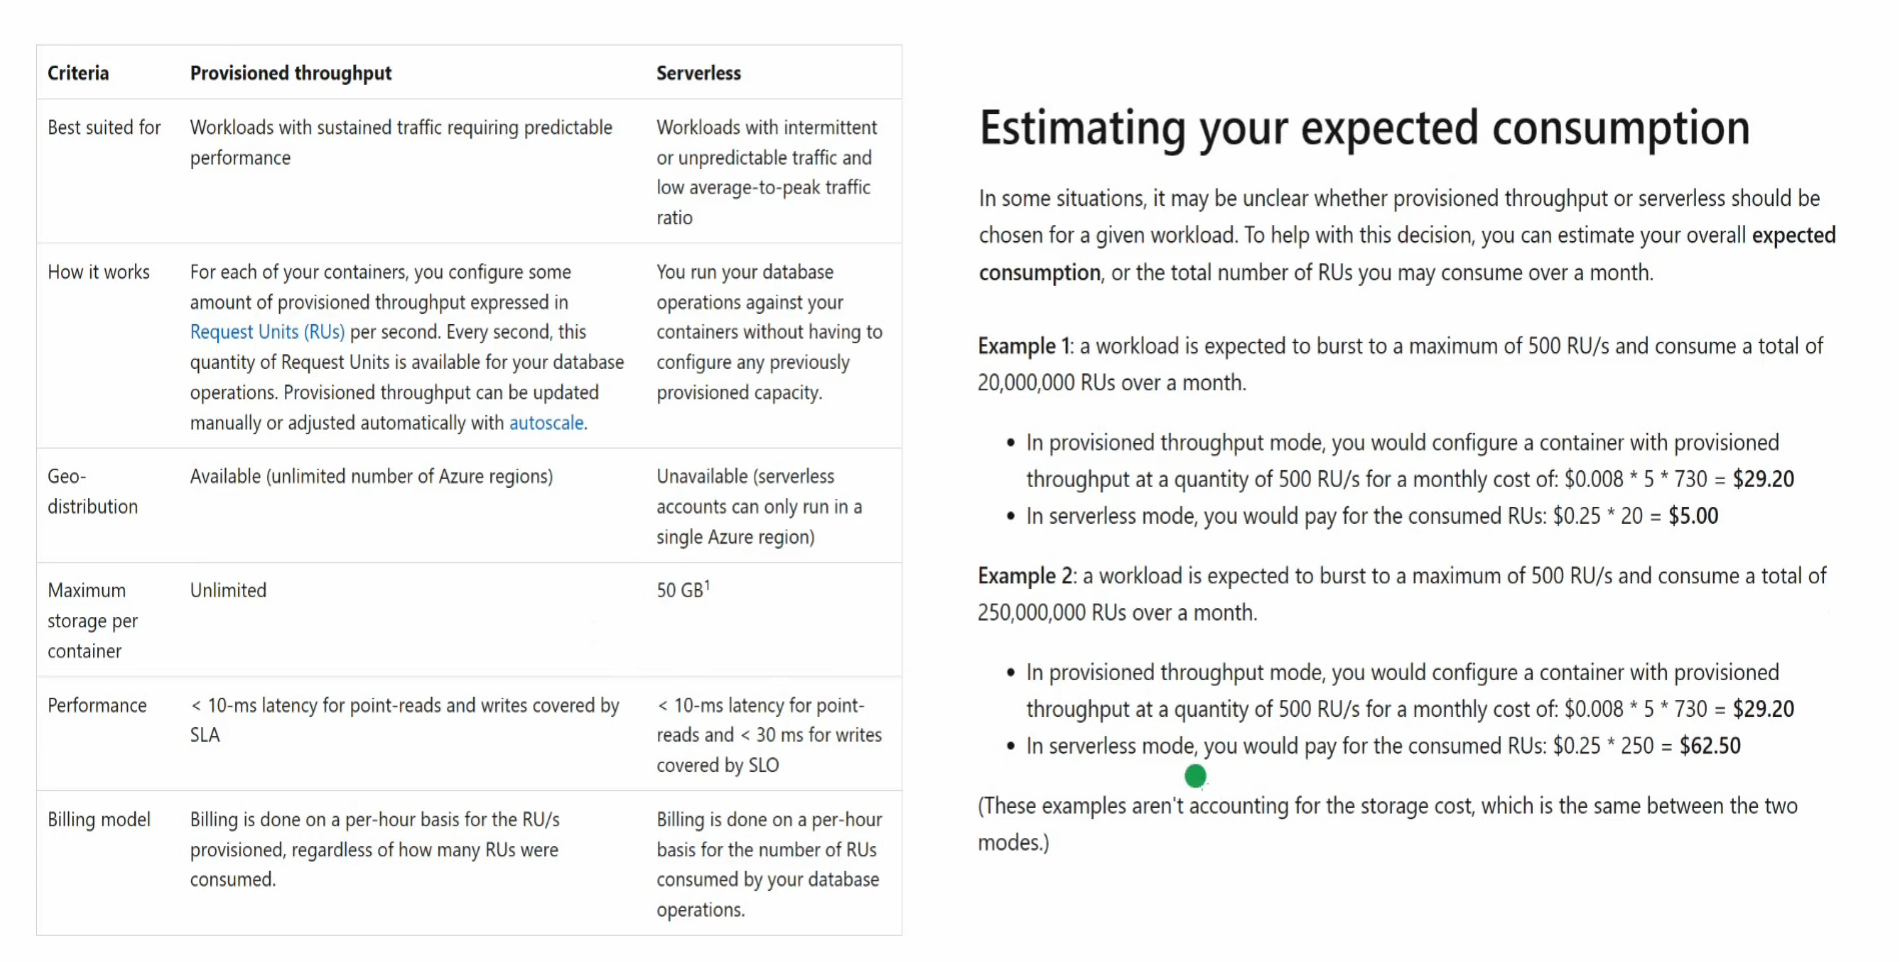 Criteria
Provisioned throughput
Serverless
Best suited for
Workloads with sustained traffic requiring predictable
performance
Workloads with intermittent
or unpredictable traffic and
low average-to-peak traffic
ratio
How it works
For each of your containers, you configure some
amount of provisioned throughput expressed in
Request Units (RUs) per second. Every second, this
quantity of Request Units is available for your database
operations. Provisioned throughput can be updated
manually or adjusted automatically with autoscale.
You run your database
operations against your
containers without having to
configure any previously
provisioned capacity.
Geo-
distribution
Available (unlimited number of Azure regions)
Unavailable (serverless
accounts can only run in a
single Azure region)
Maximum
storage per
container
Unlimited
50 GB¹
Performance
< 10-ms latency for point-reads and writes covered by
SLA
< 10-ms latency for point-
reads and < 30 ms for writes
covered by SLO
Billing model
Billing is done on a per-hour basis for the RU/s
provisioned, regardless of how many RUs were
consumed.
Billing is done on a per-hour
basis for the number of RUs
consumed by your database
operations.
Estimating your expected consumption
In some situations, it may be unclear whether provisioned throughput or serverless should be
chosen for a given workload. To help with this decision, you can estimate your overall expected
consumption, or the total number of RUs you may consume over a month.
Example 1: a workload is expected to burst to a maximum of 500 RU/s and consume a total of
20,000,000 RUs over a month.
• In provisioned throughput mode, you would configure a container with provisioned
throughput at a quantity of 500 RU/s for a monthly cost of: $0.008 * 5 * 730 = $29.20
• In serverless mode, you would pay for the consumed RUs: $0.25 * 20 = $5.00
Example 2: a workload is expected to burst to a maximum of 500 RU/s and consume a total of
250,000,000 RUs over a month.
• In provisioned throughput mode, you would configure a container with provisioned
throughput at a quantity of 500 RU/s for a monthly cost of: $0.008 * 5 * 730 = $29.20
• In serverless mode, you would pay for the consumed RUs: $0.25 * 250 = $62.50
(These examples aren't accounting for the storage cost, which is the same between the two
modes.)